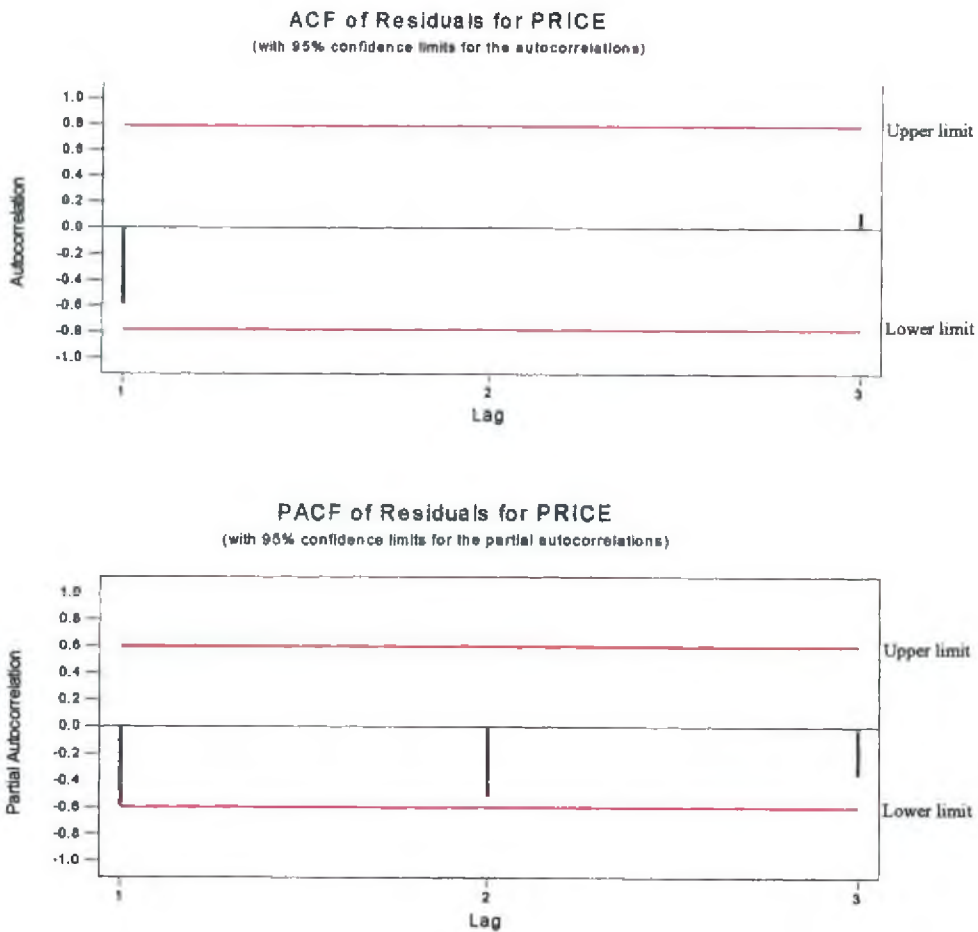 ACF of Residuals for PRICE
(with 95% confidence limits for the autocorrelations)
1.0
0.8
0.6
0.4
0.2
0.0
-0.2
-0.4
-0.6
-0.8
-1.0
Autocorrelation
Upper limit
Lower limit
1
2
3
Lag
PACF of Residuals for PRICE
(with 95% confidence limits for the partial autocorrelations)
1.0
0.8
0.6
0.4
0.2
0.0
-0.2
-0.4
-0.6
-0.8
-1.0
Partial Autocorrelation
Upper limit
Lower limit
1
2
3
Lag